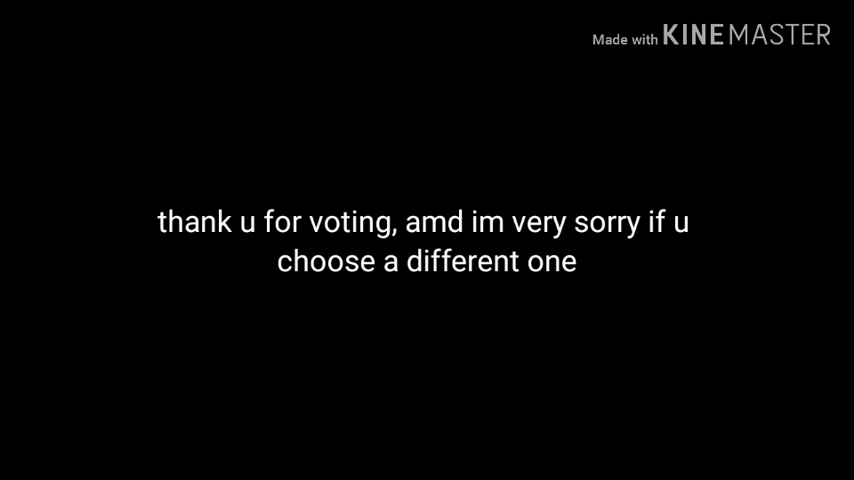 Made with KINEMASTER
thank u for voting, amd im very sorry if u
choose a different one